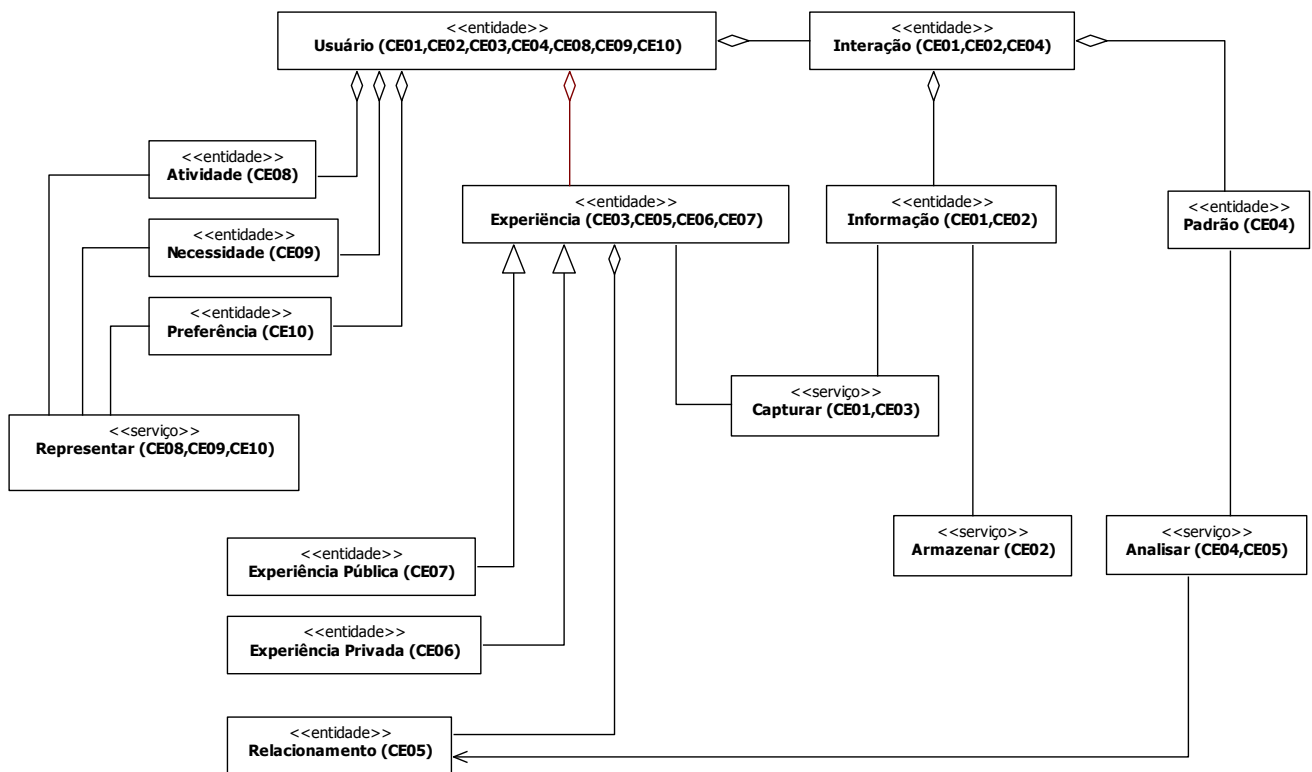 <<entidade>>
Usuário (CE01,CE02,CE03,CE04,CE08,CE09,CE10)
<<entidade>>
Interação (CE01,CE02,CE04)
<<entidade>>
Atividade (CE08)
<<entidade>>
Experiëncia (CE03,CE05,CE06,CE07)
<<entidade>>
Informação (CE01,CE02)
<<entidade>>
Padrão (CE04)
<<entidade>>
Necessidade (CE09)
<<entidade>>
Preferência (CE10)
<<serviço>>
Capturar (CE01,CE03)
<<serviço>>
Representar (CE08,CE09,CE10)
<<serviço>>
Armazenar (CE02)
<<serviço>>
Analisar (CE04,CE05)
<<entidade>>
Experiência Pública (CE07)
<<entidade>>
Experiência Privada (CE06)
<<entidade>>
Relacionamento (CE05)